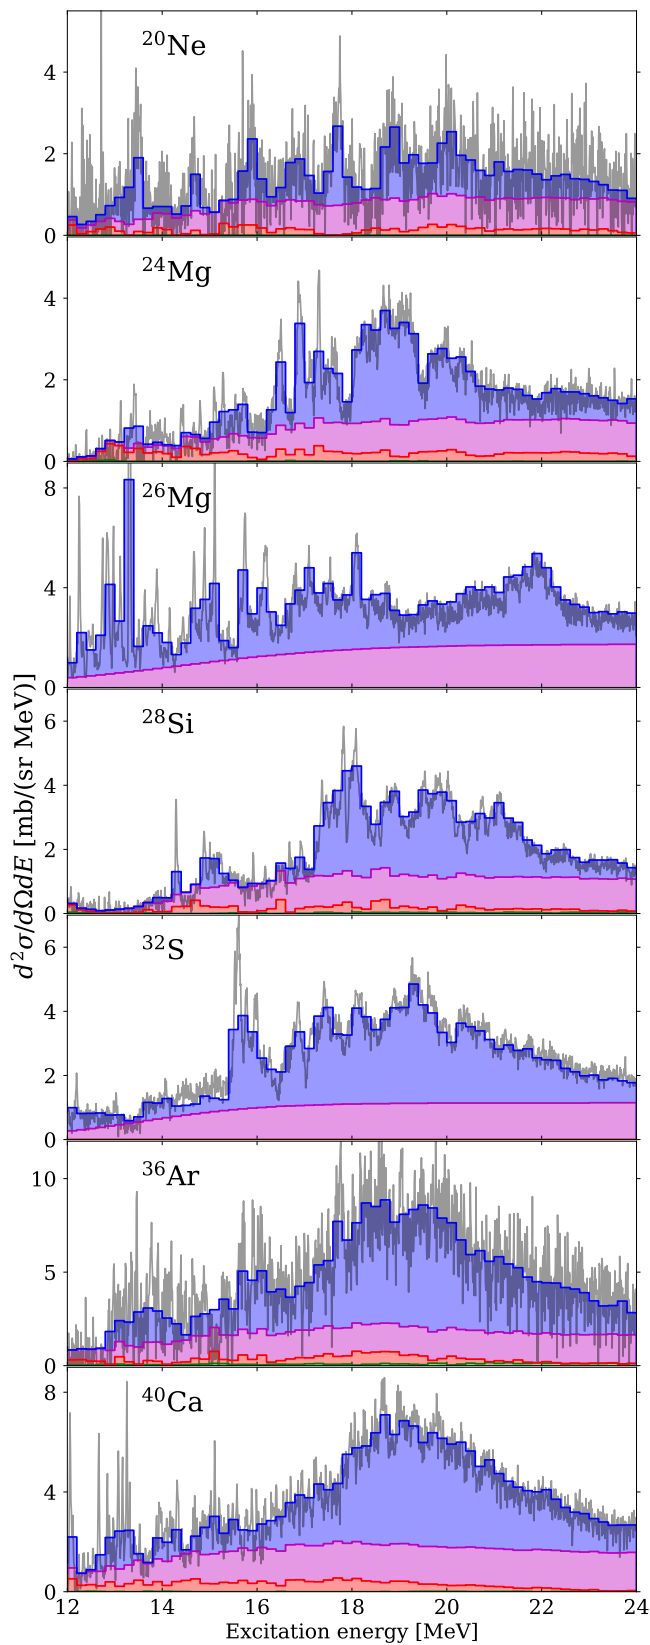 ²⁰Ne
4
2
0
²⁴Mg
4
2
0
²⁶Mg
8
4
0
²⁸Si
6
4
2
0
³²S
6
4
2
0
³⁶Ar
10
5
0
⁴⁰Ca
8
4
0
12 14 16 18 20 22 24
Excitation energy [MeV]
d²σ/dΩdE [mb/(sr MeV)]